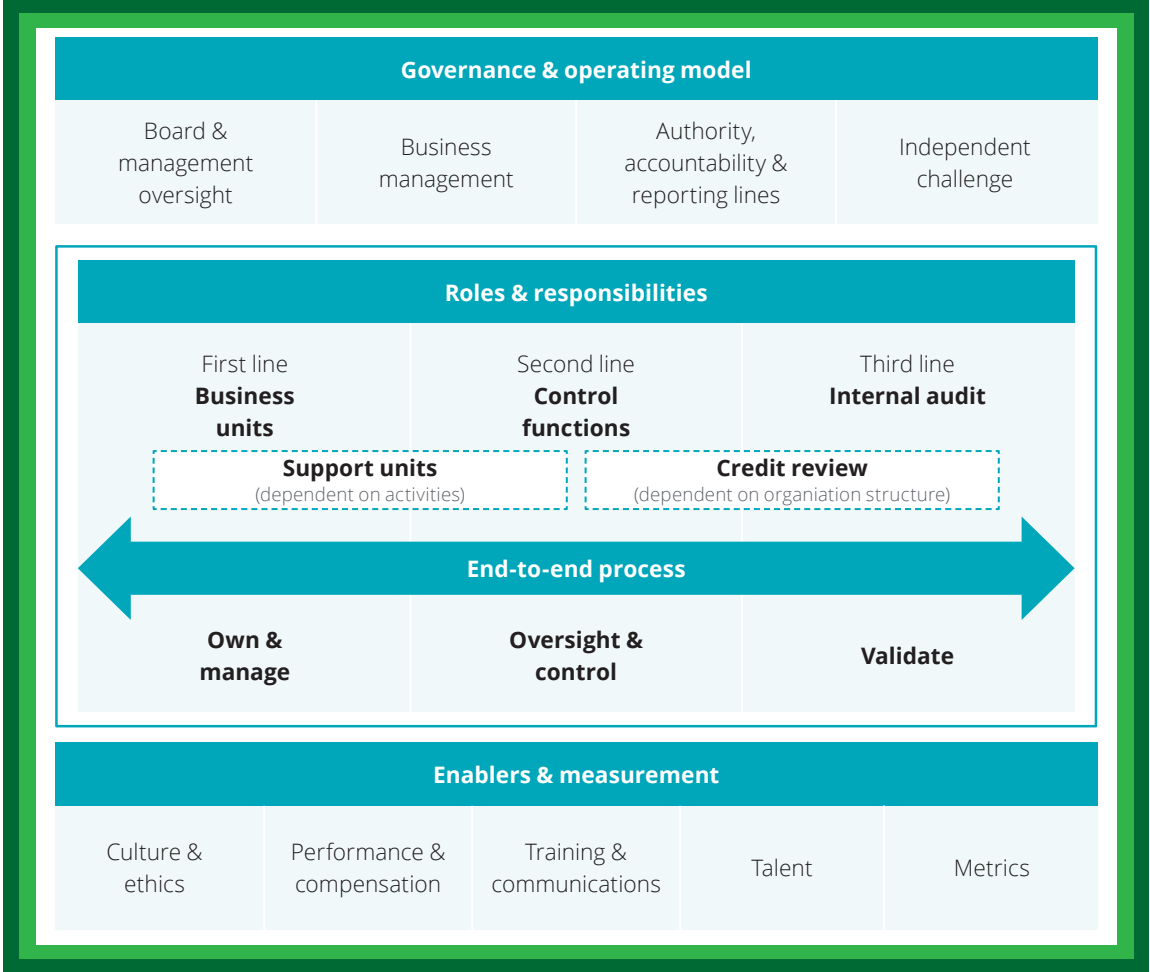 Governance & operating model
Board &
management
oversight
Business
management
Authority,
accountability &
reporting lines
Independent
challenge
Roles & responsibilities
First line
Business
units
Second line
Control
functions
Third line
Internal audit
Support units
(dependent on activities)
Credit review
(dependent on organiation structure)
End-to-end process
Own &
manage
Oversight &
control
Validate
Enablers & measurement
Culture &
ethics
Performance &
compensation
Training &
communications
Talent
Metrics